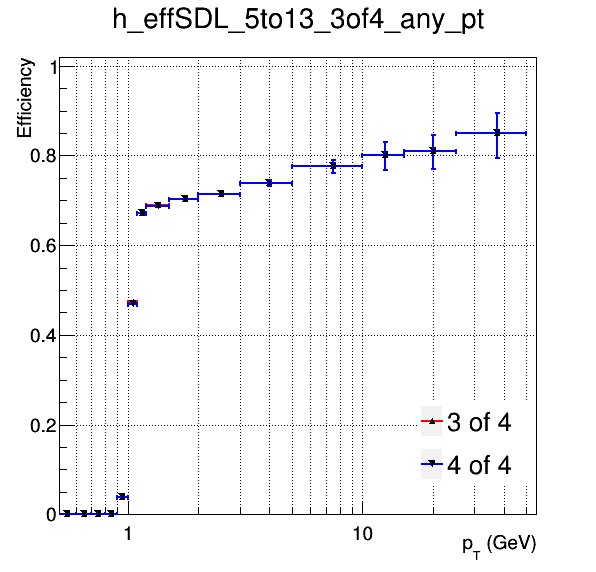 h_effSDL_5to13_3of4_any_pt
Efficiency
1
0.8
0.6
0.4
0.2
0
3 of 4
4 of 4
1
10
pT (GeV)